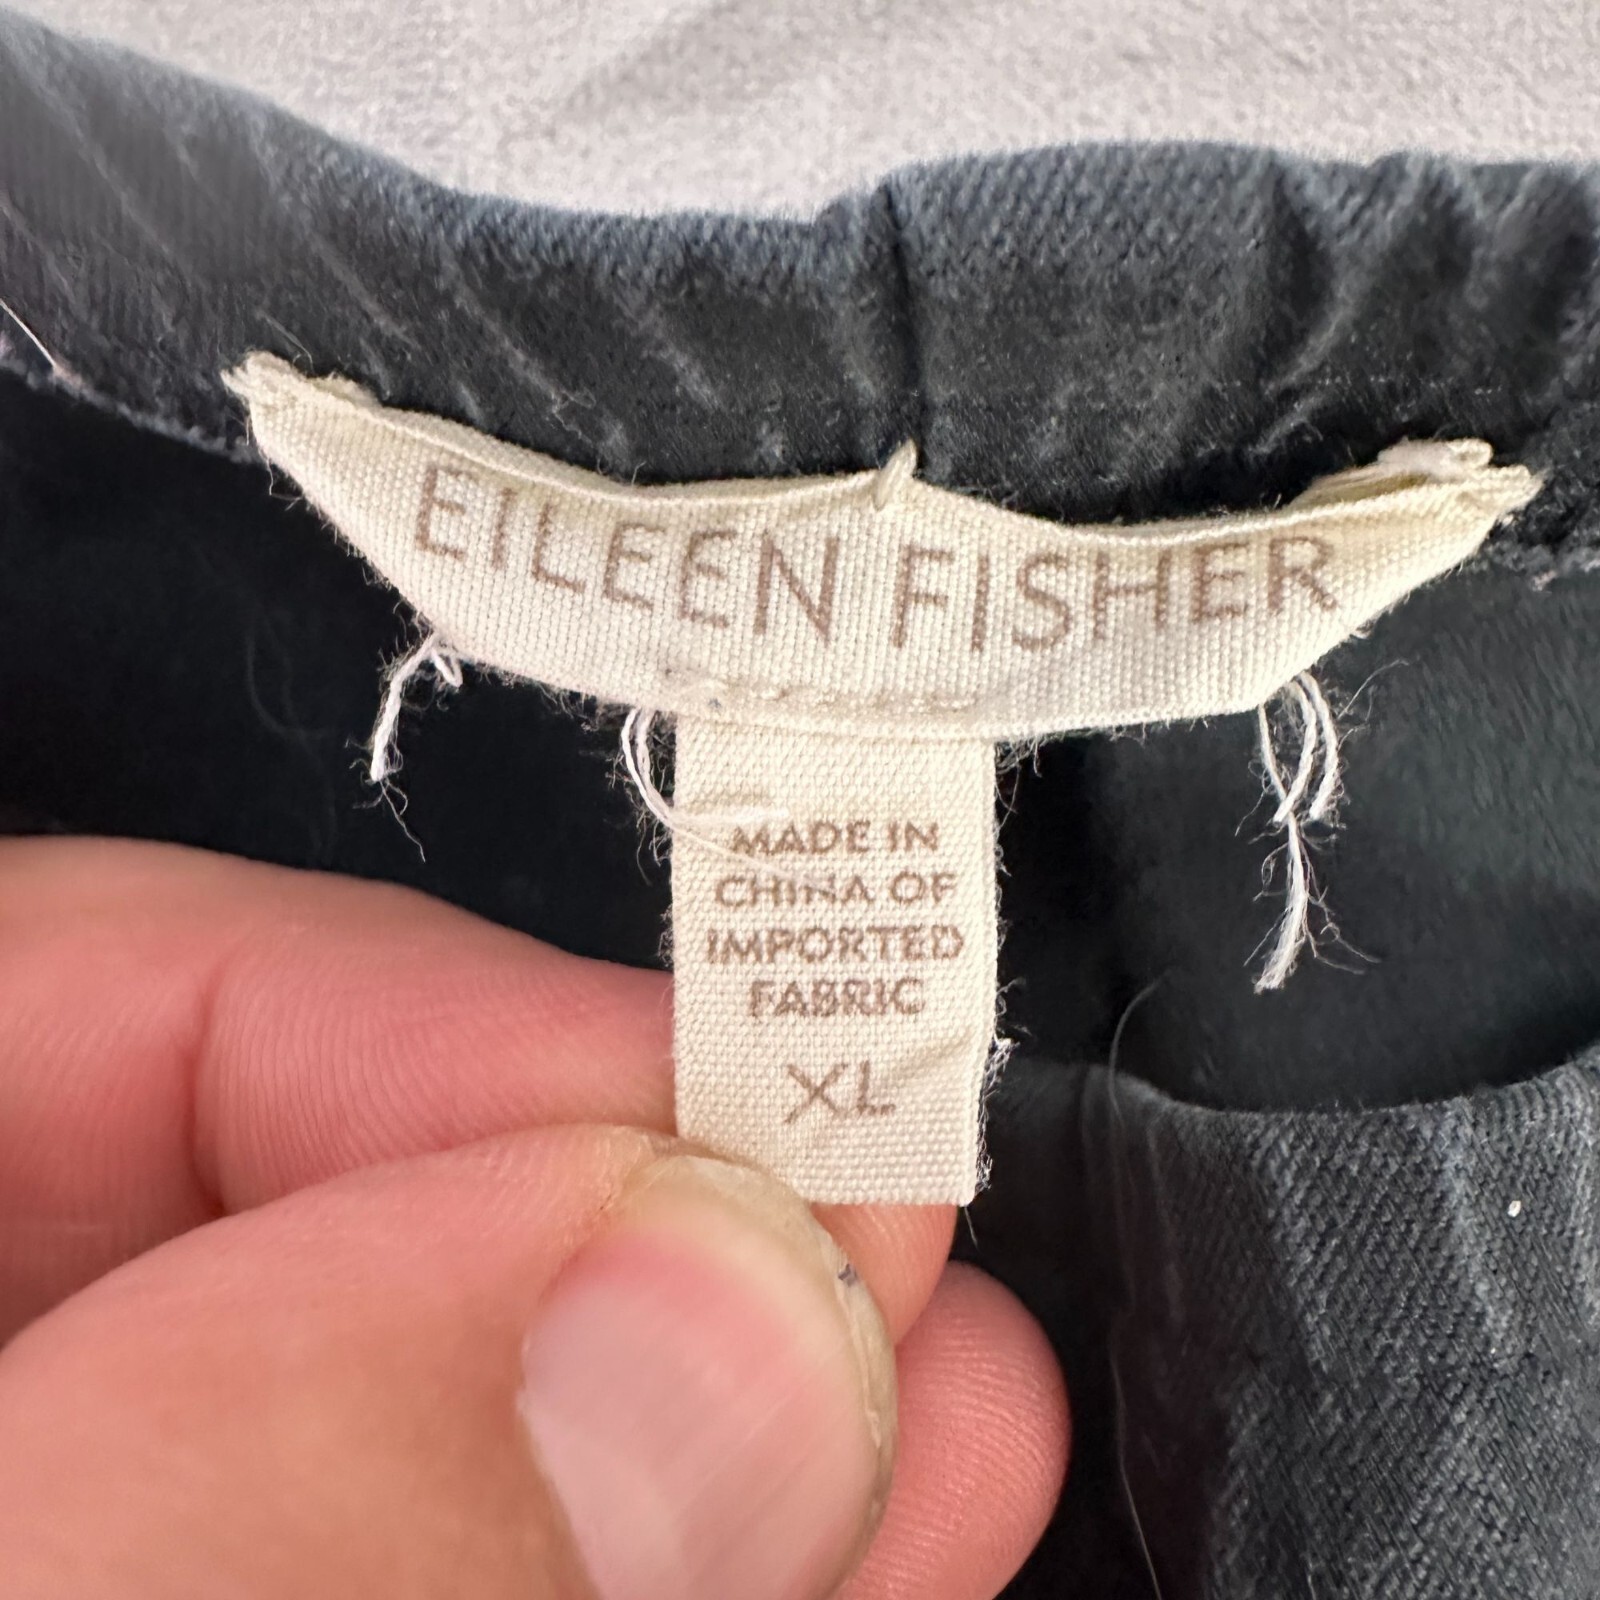 EILEEN FISHER
MADE IN
CHINA OF
IMPORTED
FABRIC
XL